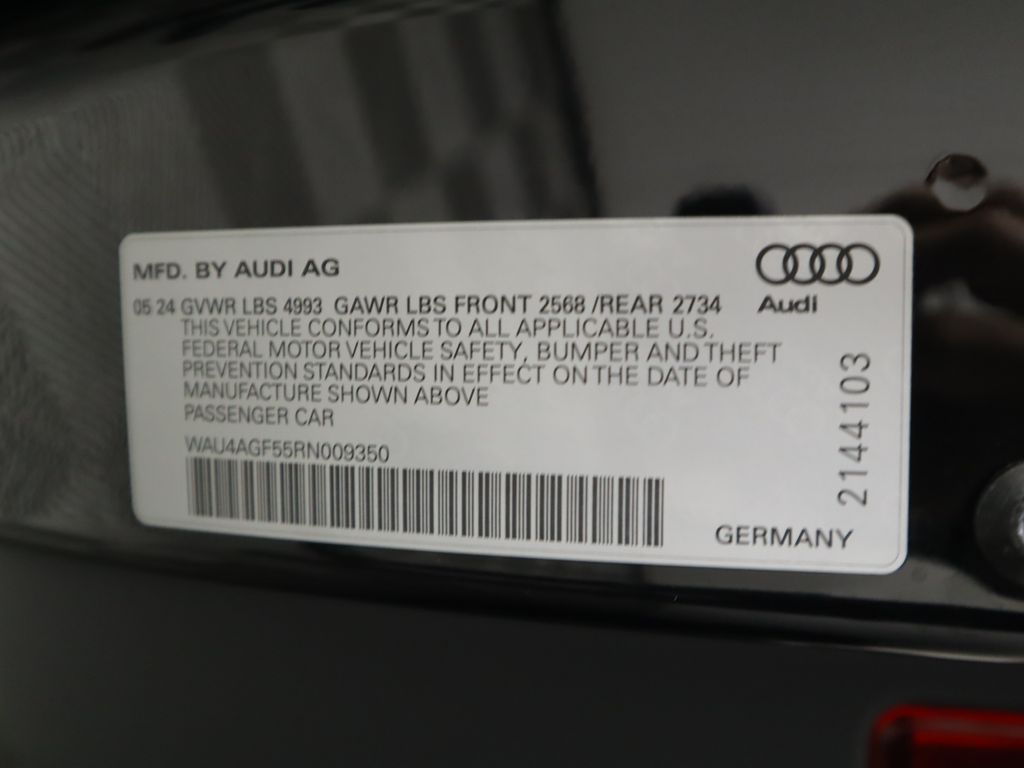 MFD. BY AUDI AG
Audi
05 24 GVWR LBS 4993 GAWR LBS FRONT 2568 /REAR 2734
THIS VEHICLE CONFORMS TO ALL APPLICABLE U.S.
FEDERAL MOTOR VEHICLE SAFETY, BUMPER AND THEFT
PREVENTION STANDARDS IN EFFECT ON THE DATE OF
MANUFACTURE SHOWN ABOVE
PASSENGER CAR
WAU4AGF55RN009350
2144103
GERMANY